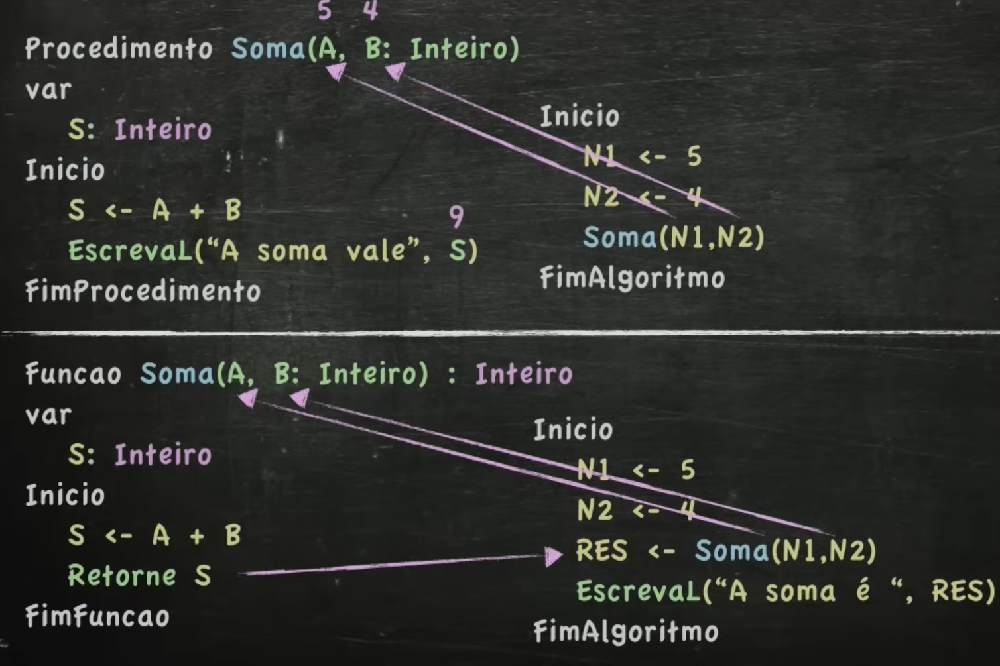 5 4
Procedimento Soma(A, B: Inteiro)
var
S: Inteiro
Inicio
S <- A + B
9
EscrevaL(“A soma vale”, S)
FimProcedimento
Inicio
N1 <- 5
N2 <- 4
Soma(N1,N2)
FimAlgoritmo
Funcao Soma(A, B: Inteiro) : Inteiro
var
S: Inteiro
Inicio
S <- A + B
Retorne S
FimFuncao
Inicio
N1 <- 5
N2 <- 4
RES <- Soma(N1,N2)
EscrevaL(“A soma é “, RES)
FimAlgoritmo